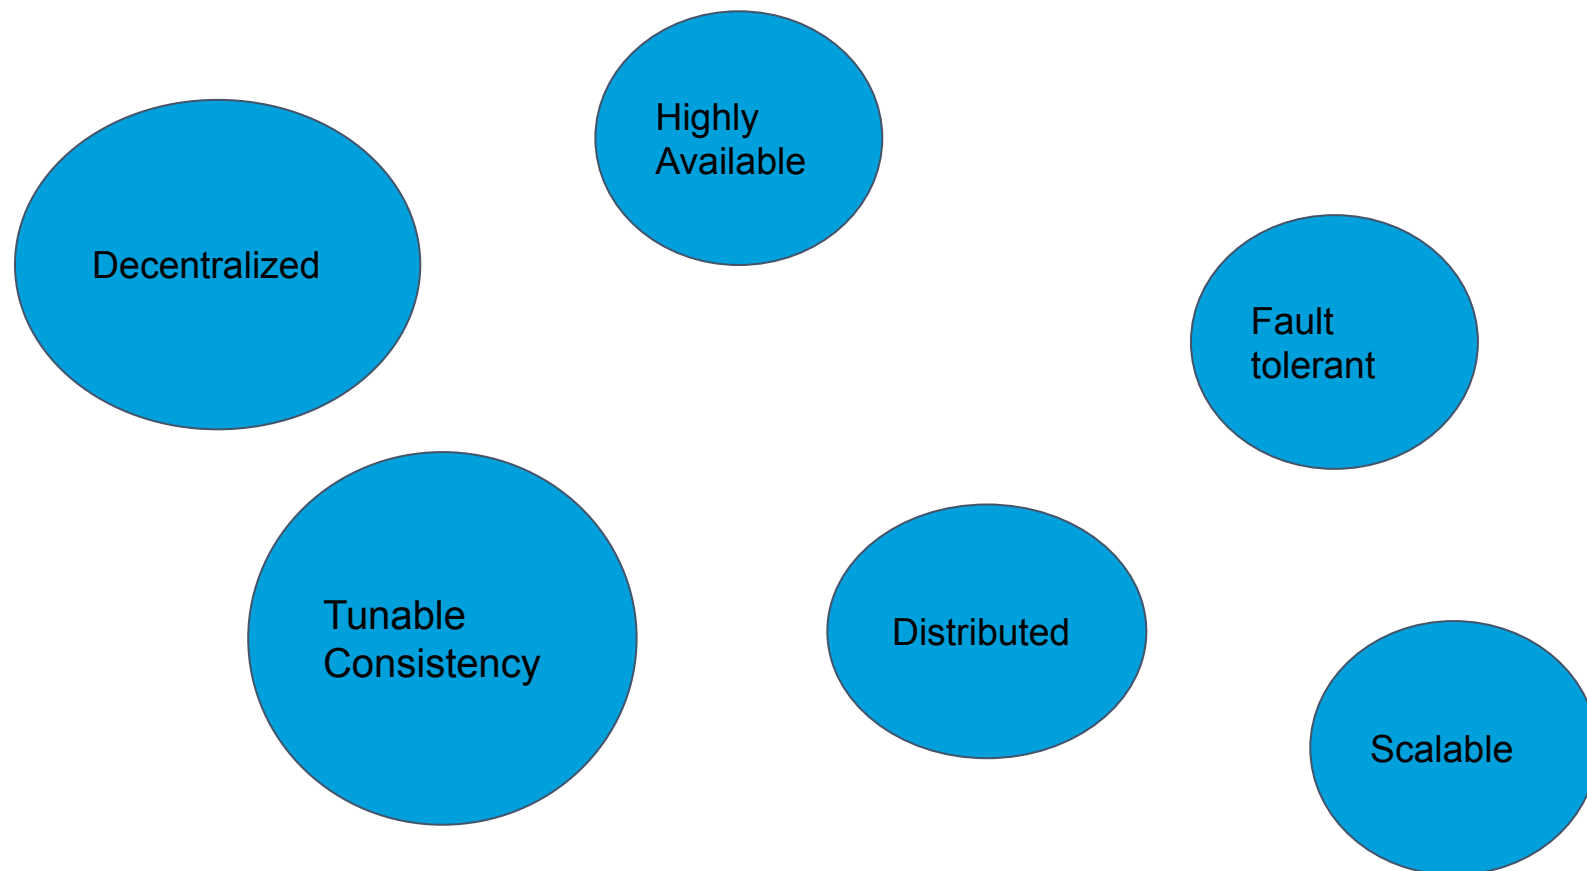 Highly
Available
Decentralized
Fault
tolerant
Tunable
Consistency
Distributed
Scalable